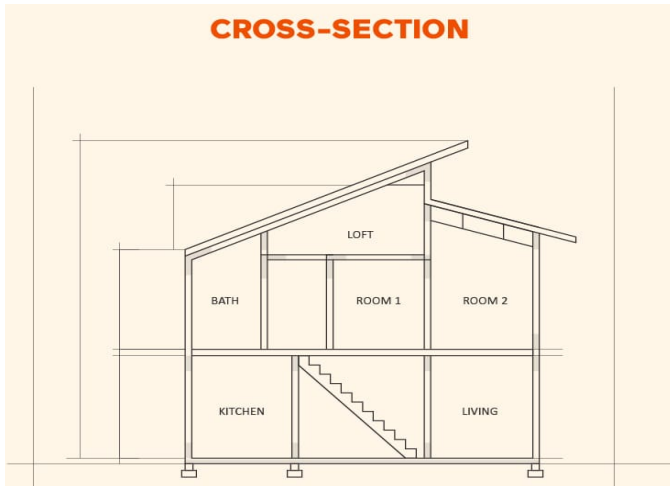 CROSS-SECTION
LOFT
BATH
ROOM 1
ROOM 2
KITCHEN
LIVING